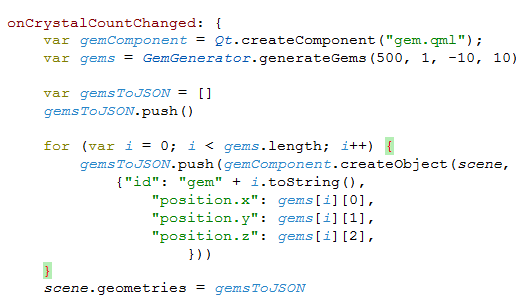 onCrystalCountChanged: {
    var gemComponent = Qt.createComponent("gem.qml");
    var gems = GemGenerator.generateGems(500, 1, -10, 10)

    var gemsToJSON = []
    gemsToJSON.push()

    for (var i = 0; i < gems.length; i++) {
        gemsToJSON.push(gemComponent.createObject(scene,
            {"id": "gem" + i.toString(),
                "position.x": gems[i][0],
                "position.y": gems[i][1],
                "position.z": gems[i][2],
                    }))
    }
    scene.geometries = gemsToJSON